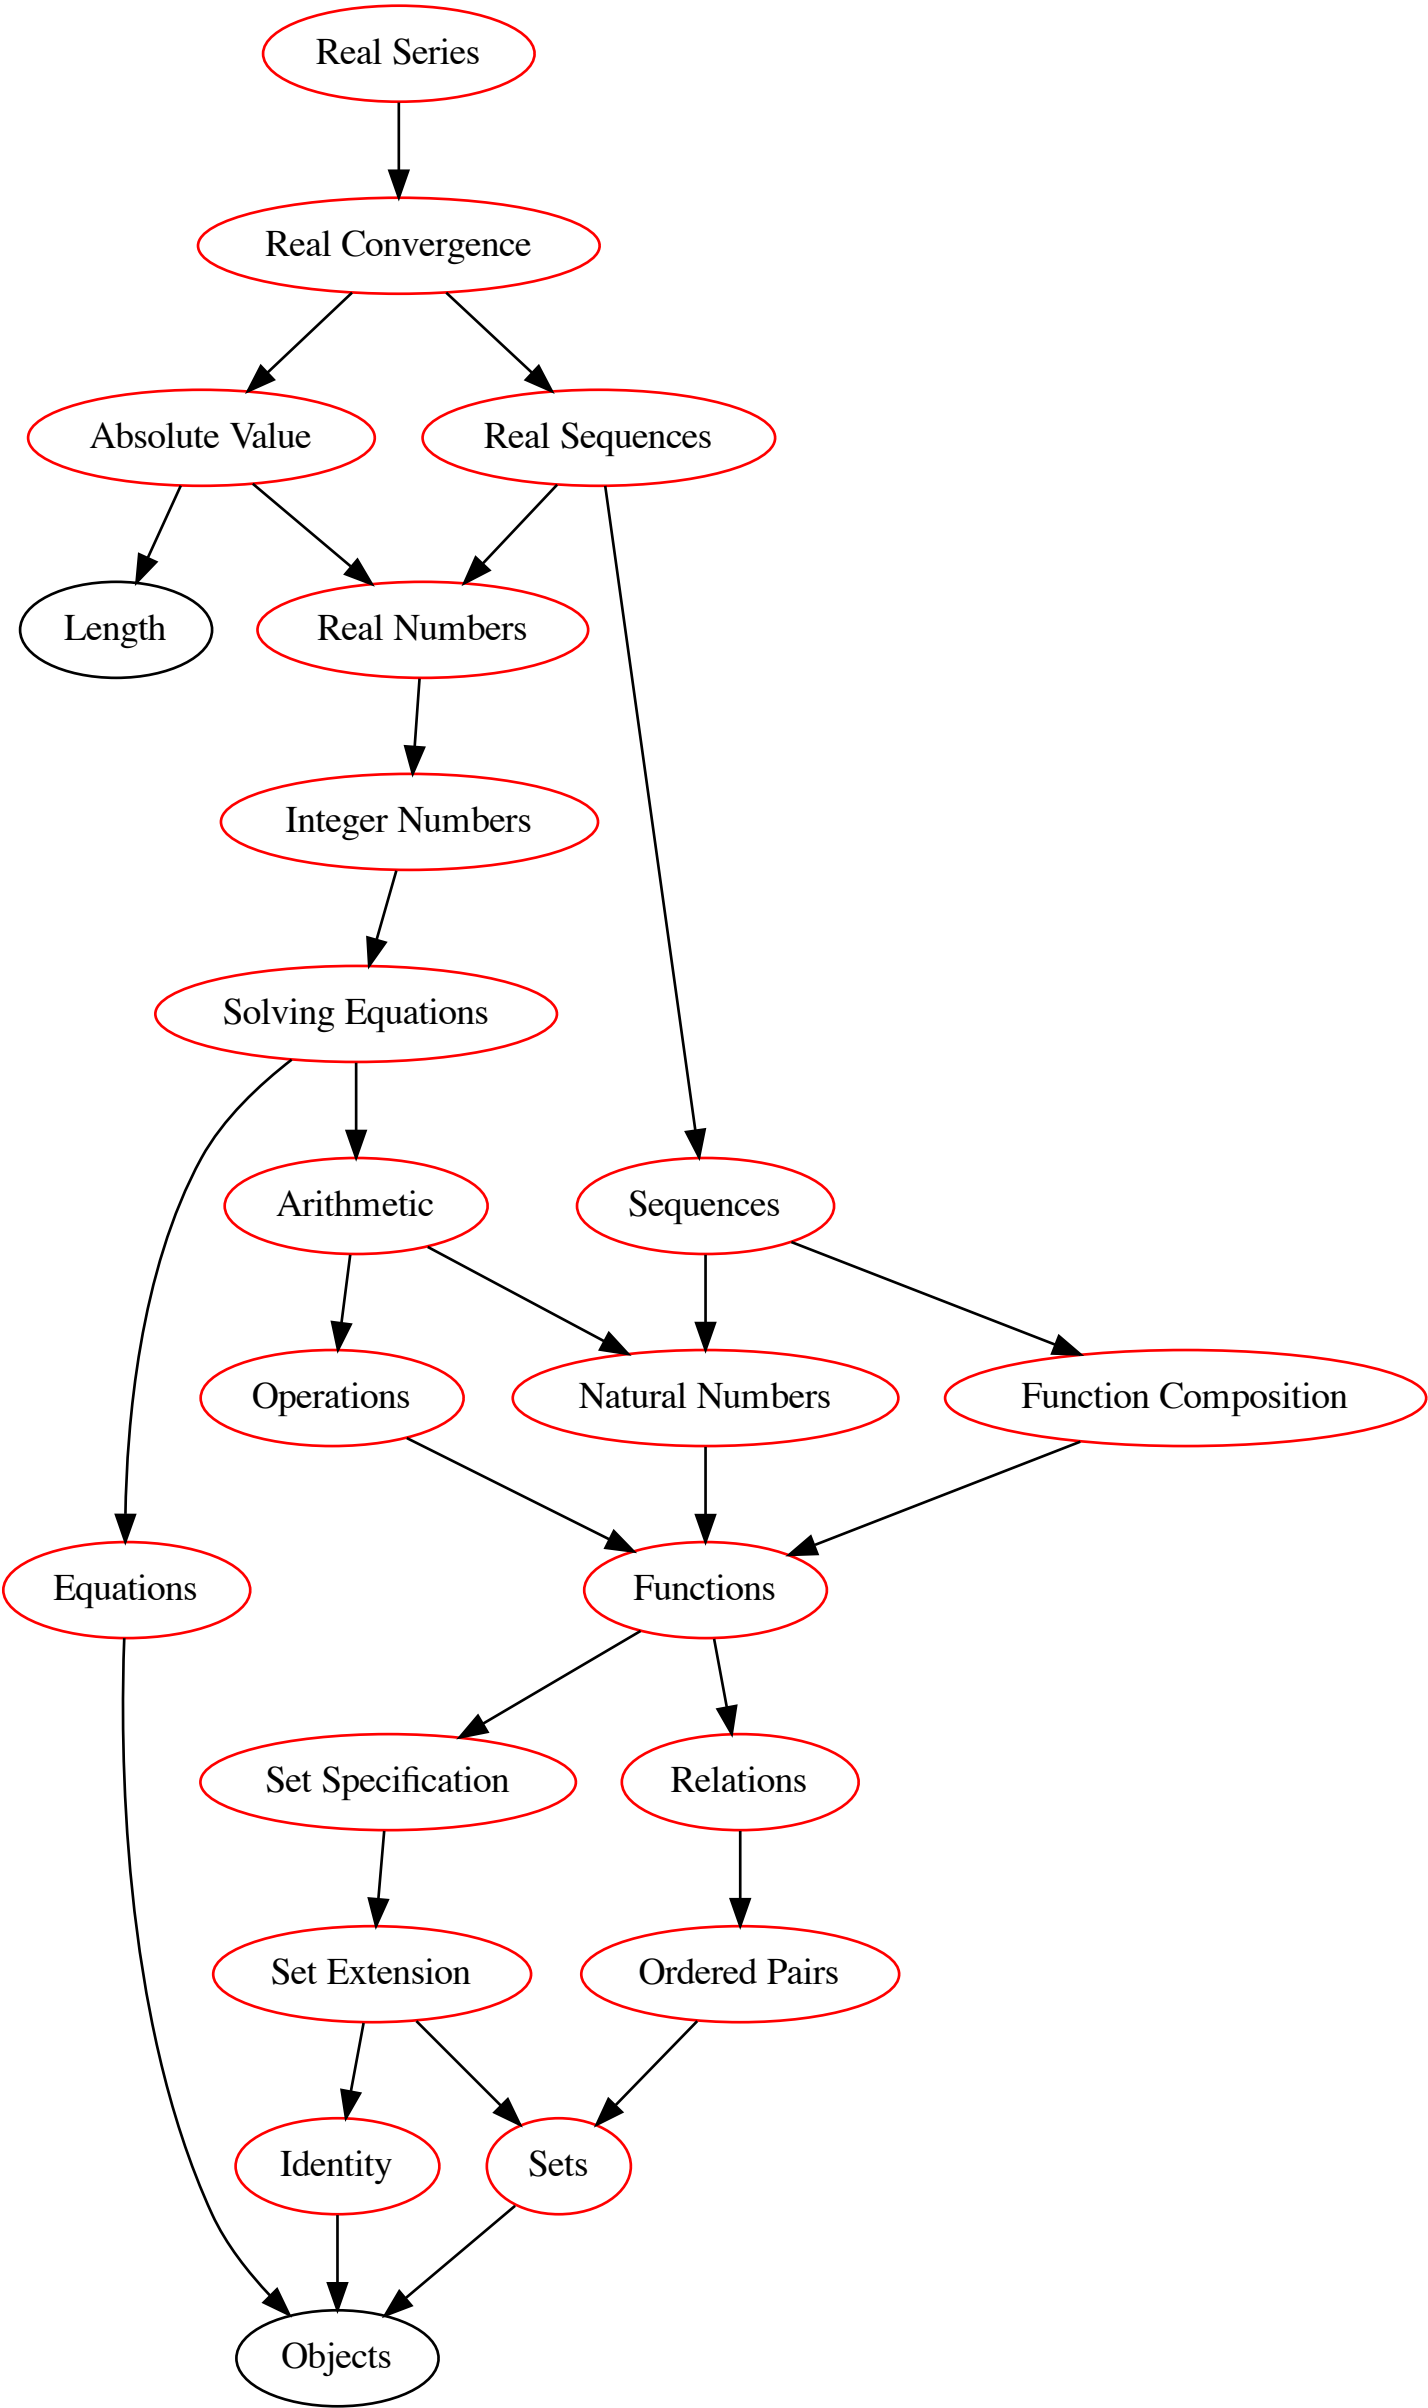 Real Series
Real Convergence
Absolute Value
Real Sequences
Length
Real Numbers
Integer Numbers
Solving Equations
Arithmetic
Sequences
Operations
Natural Numbers
Function Composition
Equations
Functions
Set Specification
Relations
Set Extension
Ordered Pairs
Identity
Sets
Objects